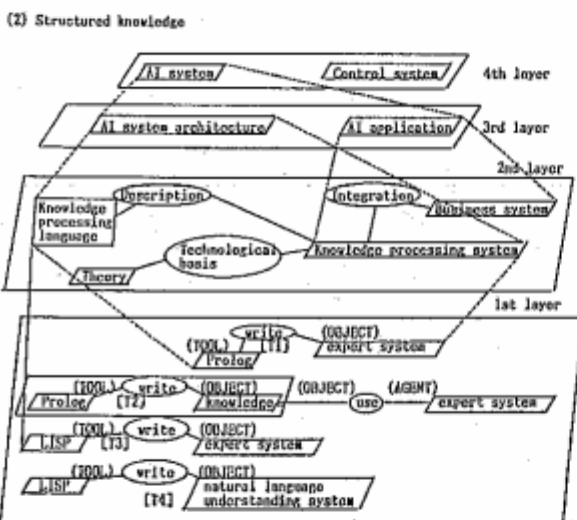 (2) Structured knowledge
AI system
Control system
4th layer
AI system architecture
AI application
3rd layer
2nd layer
Description
Integration
Knowledge
processing
language
Business system
Technological
basis
Knowledge processing system
Theory
1st layer
write
(TOOL) [T1] (OBJECT)
Prolog
expert system
(TOOL) write (OBJECT) (OBJECT) (AGENT)
Prolog [T2] knowledge use expert system
(TOOL) write (OBJECT)
LISP [T3] expert system
(TOOL) write (OBJECT)
LISP [T4] natural language
understanding system